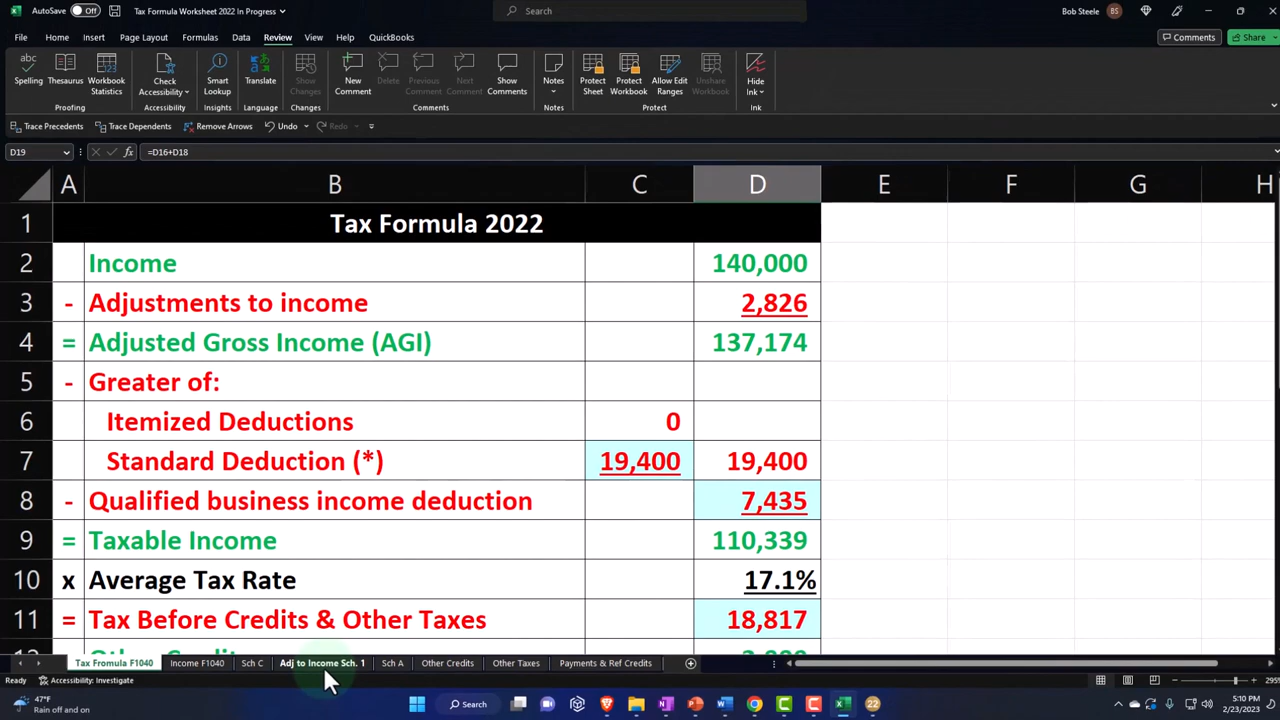 AutoSave Off Tax Formula Worksheet 2022 In Progress Search Bob Steele BS
File Home Insert Page Layout Formulas Data Review View Help QuickBooks Comments Share
Spelling Thesaurus Workbook Statistics Check Accessibility Smart Lookup Translate Show Changes New Comment Delete Previous Comment Next Comment Show Comments Notes Protect Sheet Protect Workbook Allow Edit Ranges Unshare Workbook Hide Ink
Proofing Accessibility Insights Language Changes Comments Notes Protect Ink
Trace Precedents Trace Dependents Remove Arrows Undo Redo
D19 fx =D16+D18
A B C D E F G H
1 Tax Formula 2022
2 Income 140,000
3 - Adjustments to income 2,826
4 = Adjusted Gross Income (AGI) 137,174
5 - Greater of:
6 Itemized Deductions 0
7 Standard Deduction (*) 19,400 19,400
8 - Qualified business income deduction 7,435
9 = Taxable Income 110,339
10 x Average Tax Rate 17.1%
11 = Tax Before Credits & Other Taxes 18,817
Tax Fromula F1040 Income F1040 Sch C Adj to Income Sch. 1 Sch A Other Credits Other Taxes Payments & Ref Credits
Ready Accessibility: Investigate 295
47°F
Rain off and on
Search
22
5:10 PM
2/23/2023